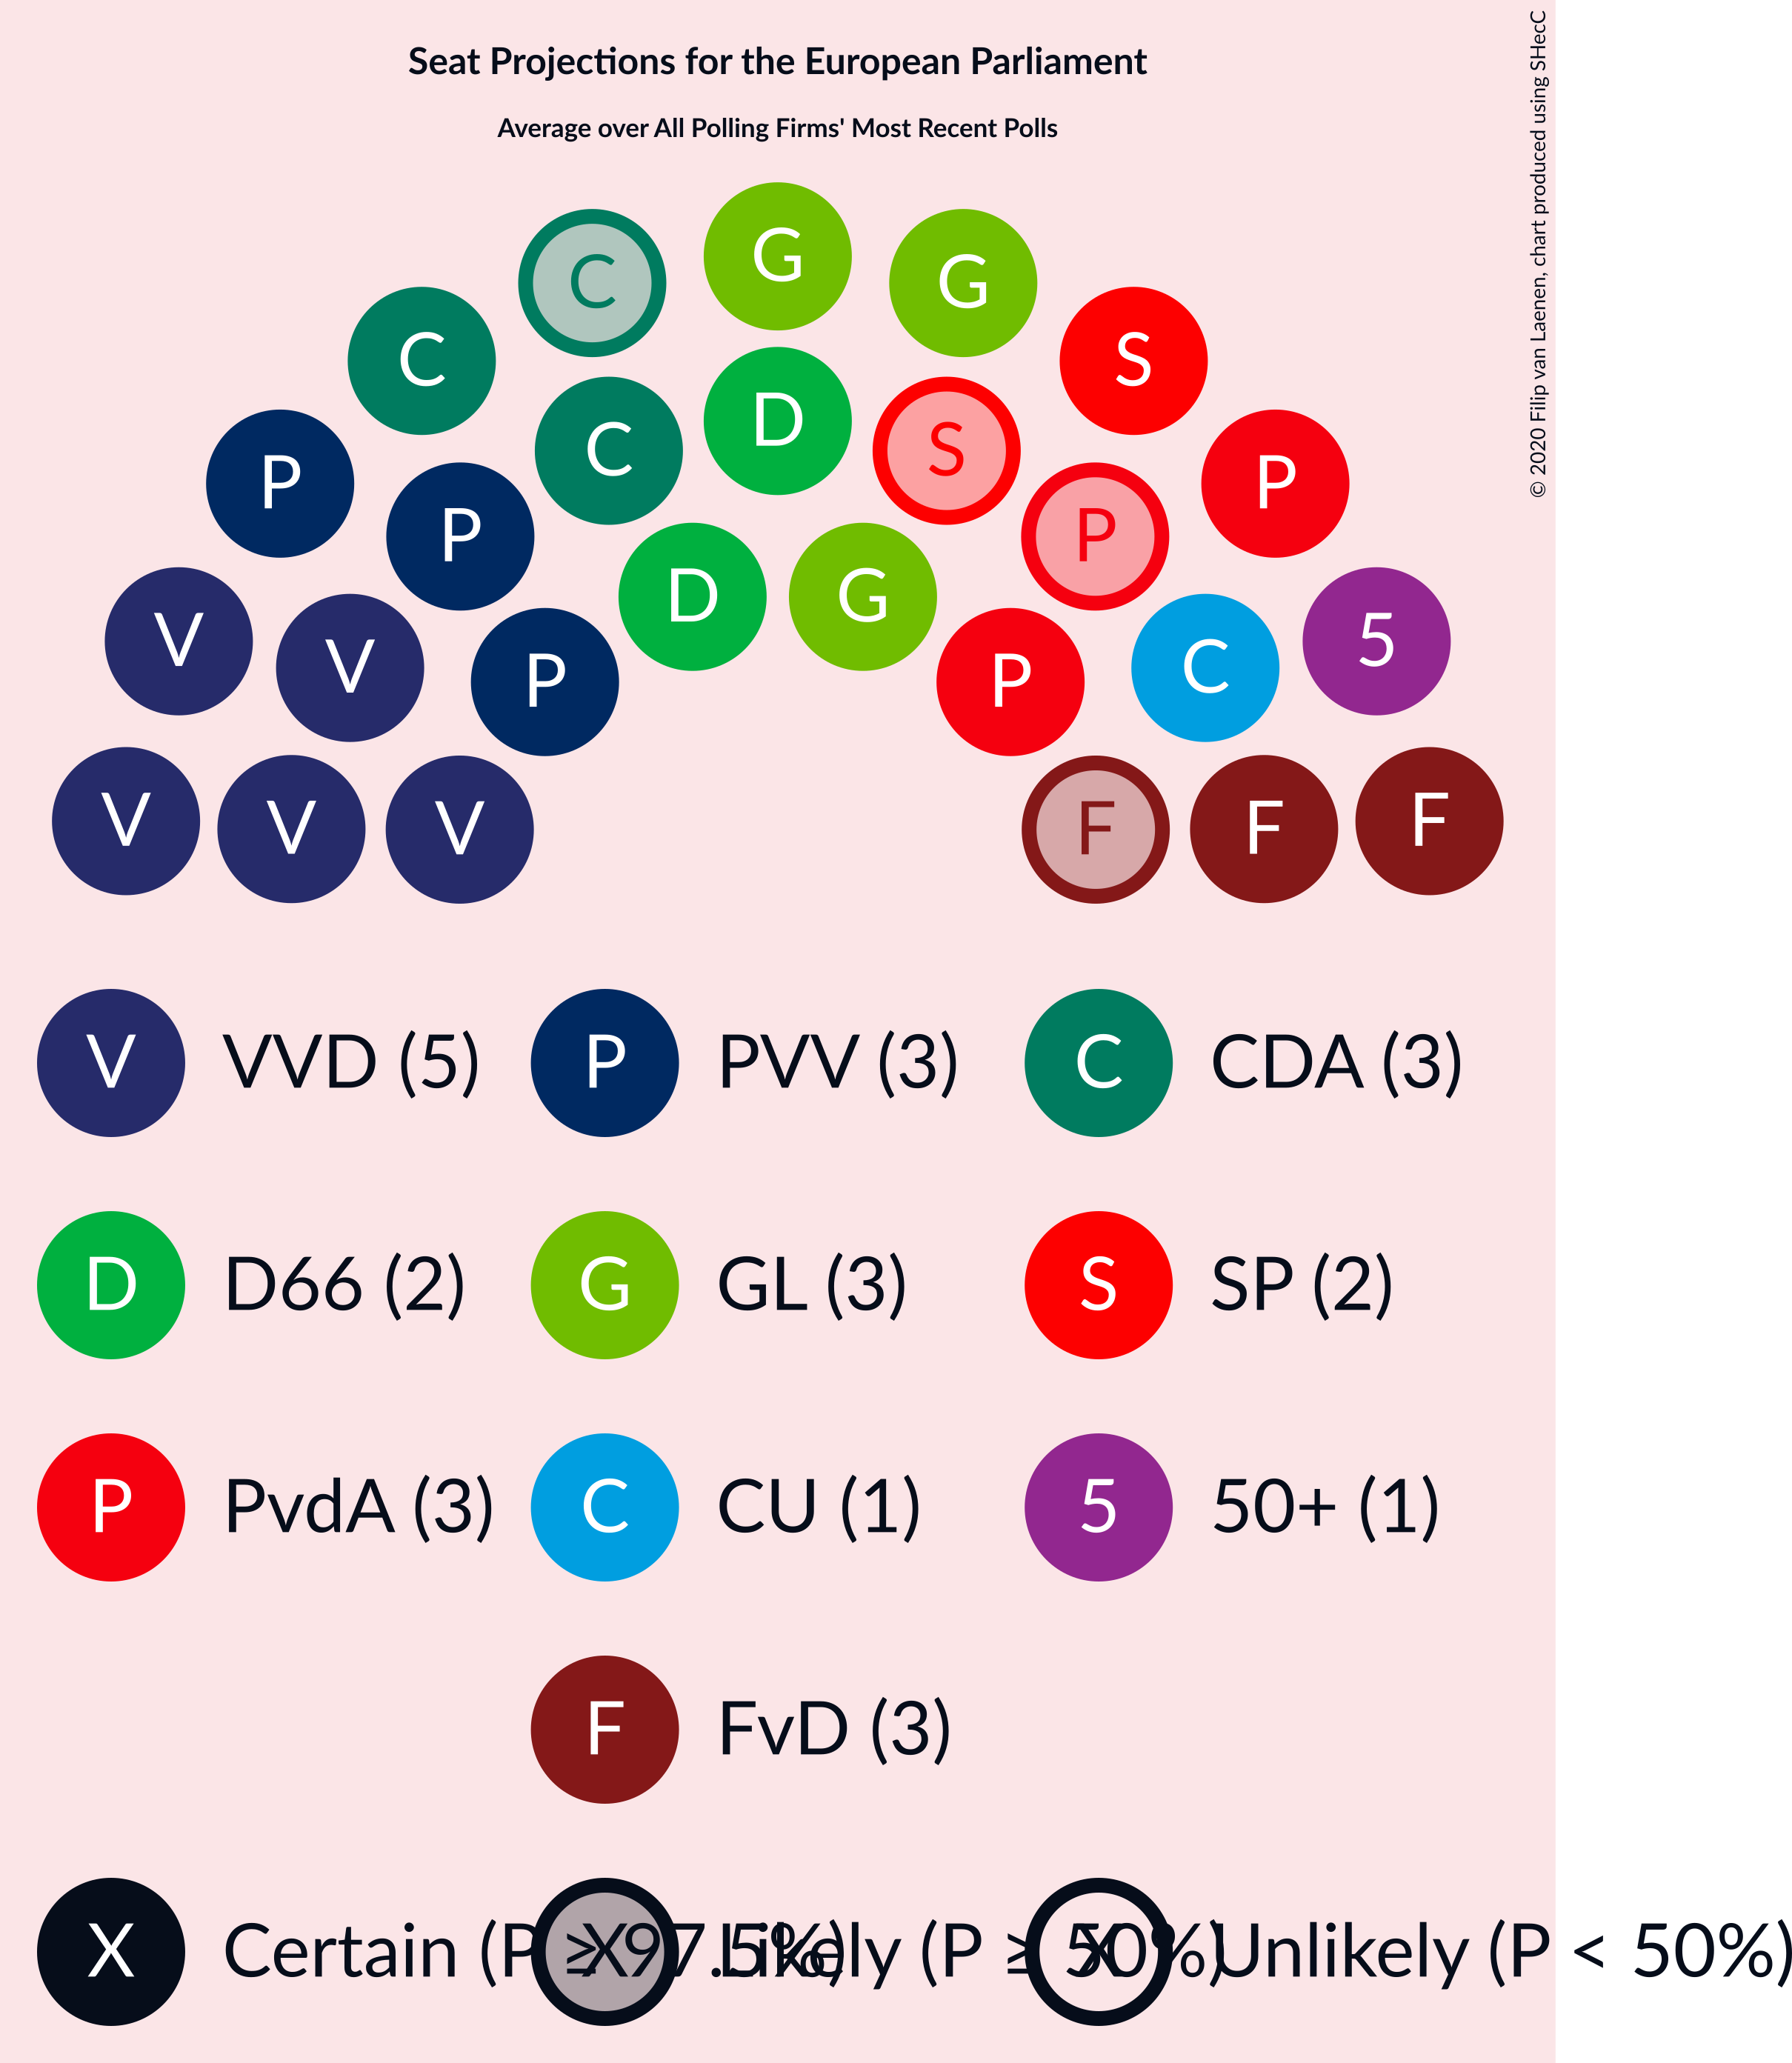 Seat Projections for the European Parliament
Average over All Polling Firms' Most Recent Polls
© 2020 Filip van Laenen, chart produced using SHecC
G
C G
C S
D
C S
P P
P P
D G
V 5
V C
P P
V V V F F F
V VVD (5) P PVV (3) C CDA (3)
D D66 (2) G GL (3) S SP (2)
P PvdA (3) C CU (1) 5 50+ (1)
F FvD (3)
X Certain (P ≥ 97.5%) X Likely (P ≥ 50%) X Unlikely (P < 50%)